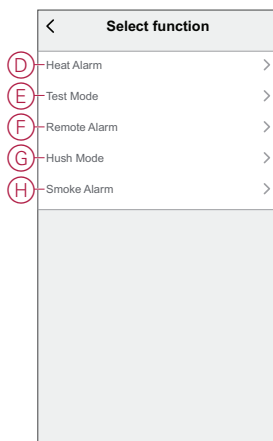 Select function
D Heat Alarm
E Test Mode
F Remote Alarm
G Hush Mode
H Smoke Alarm